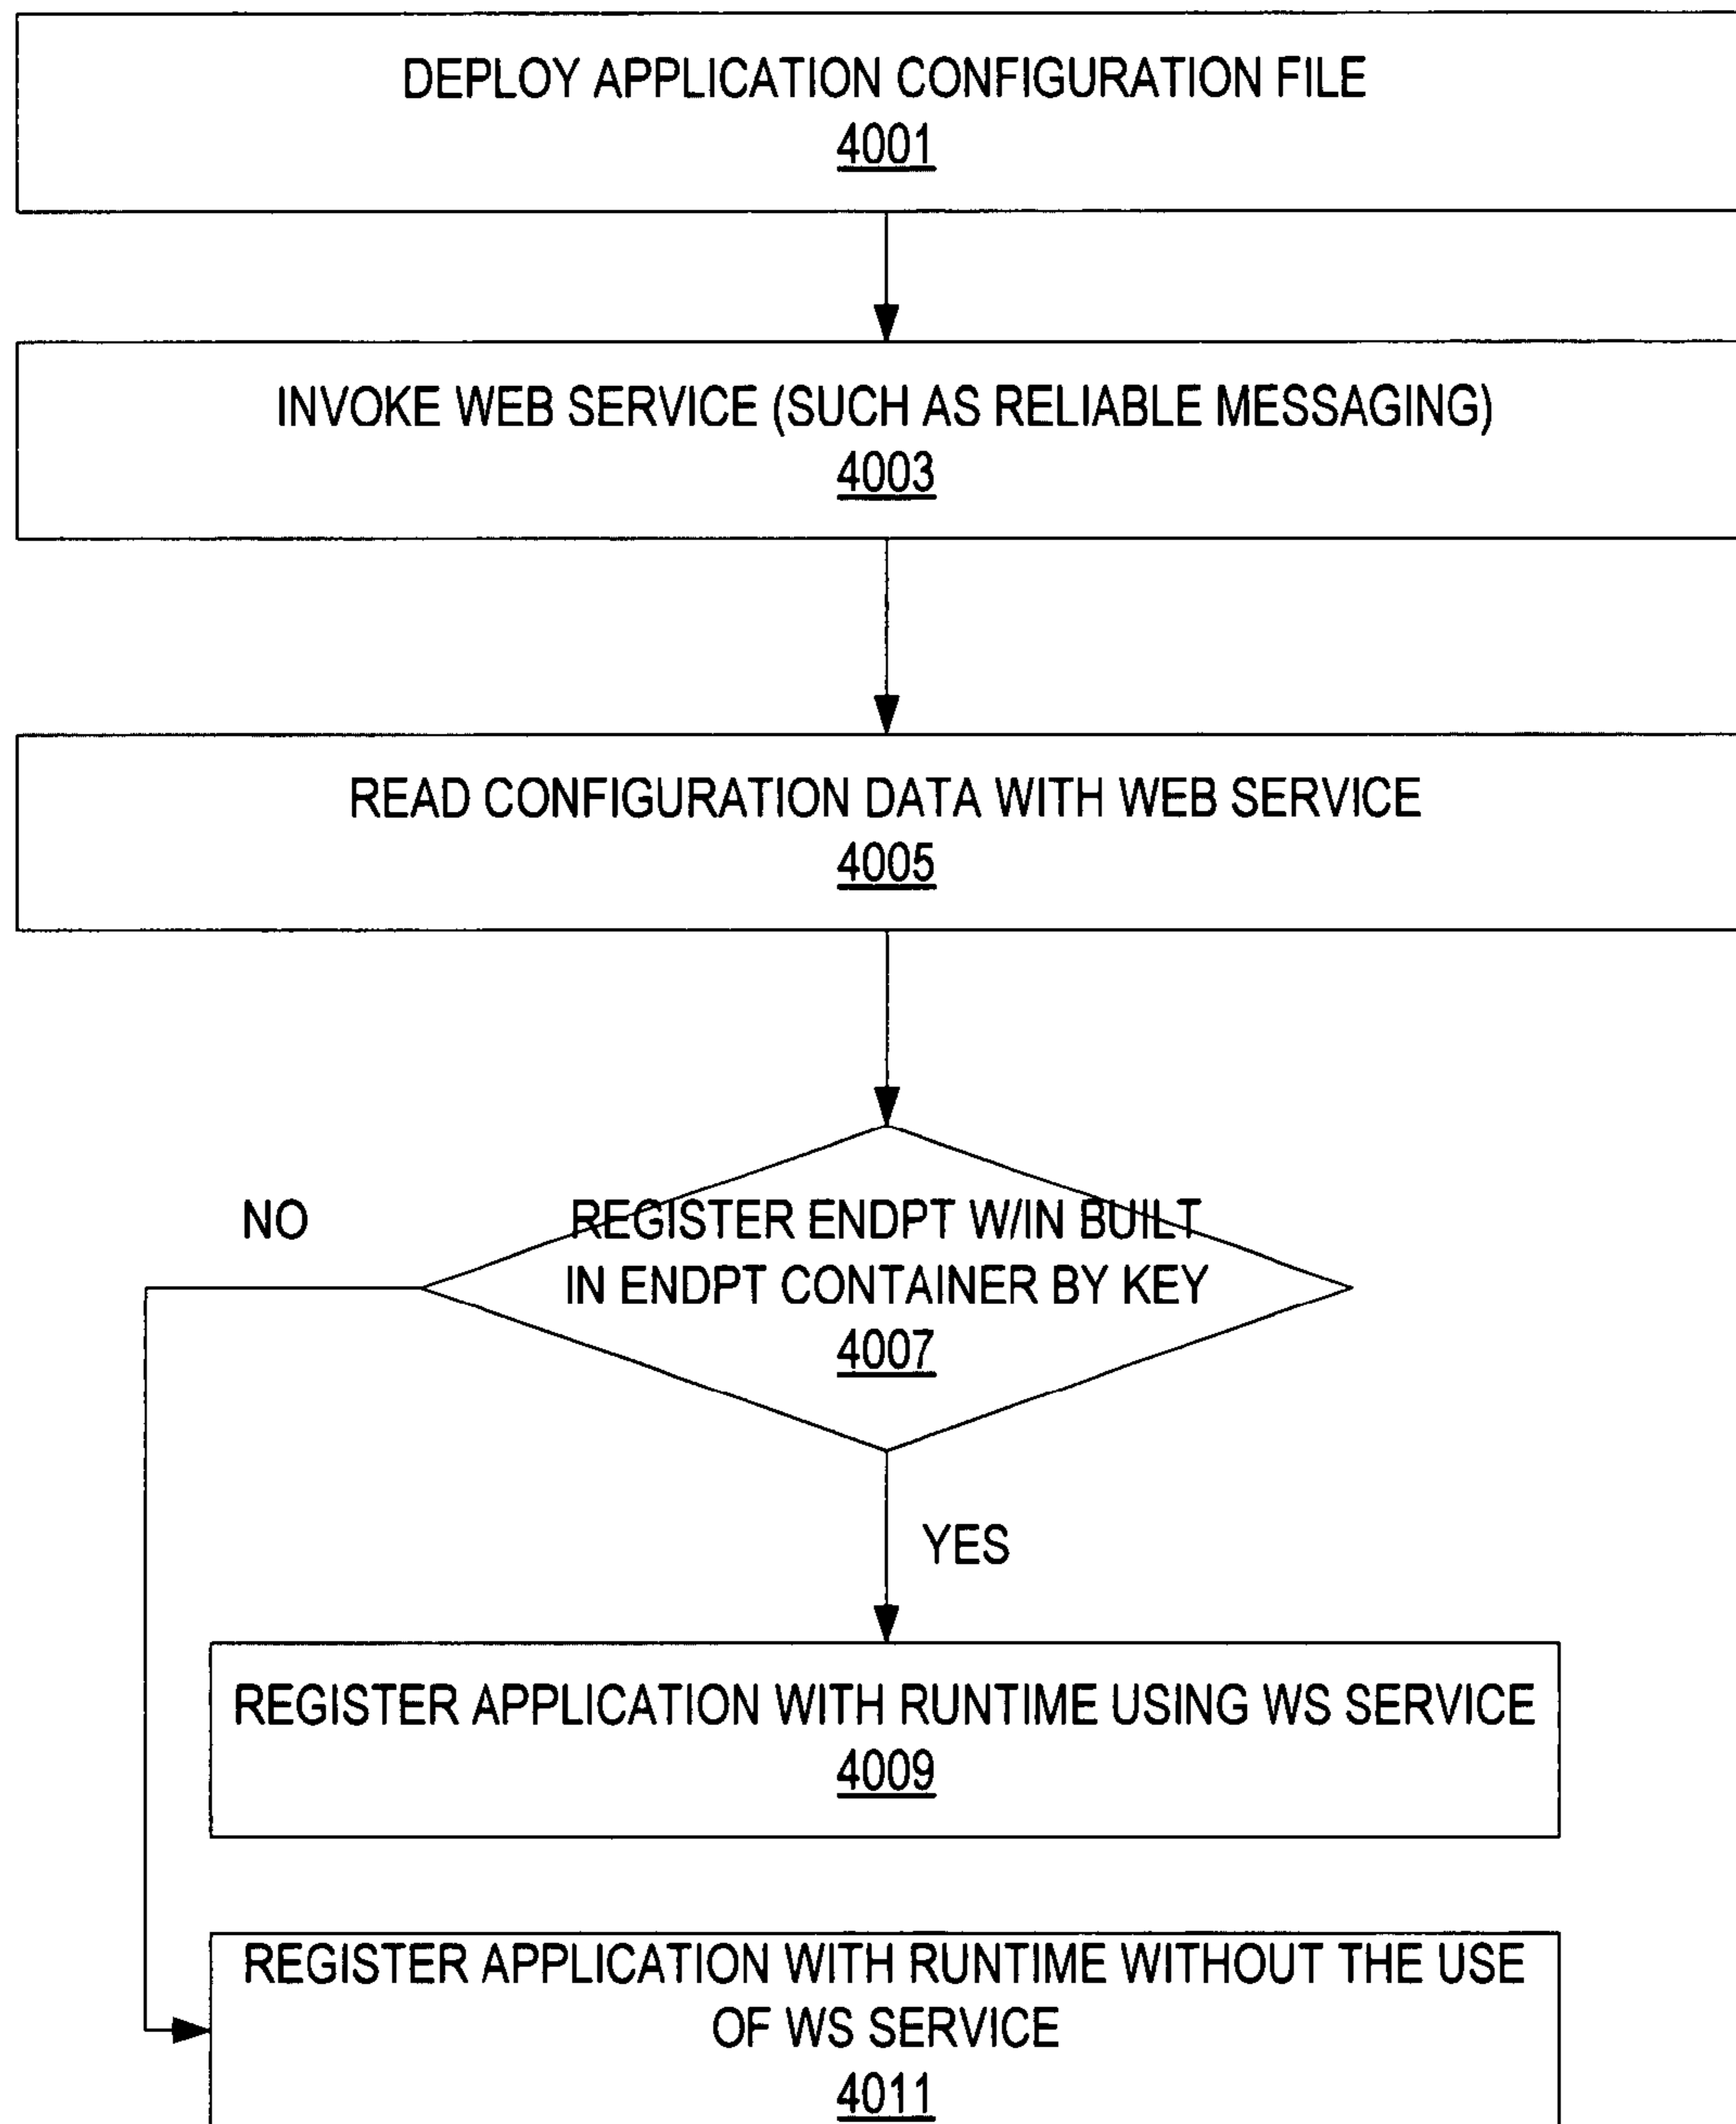 DEPLOY APPLICATION CONFIGURATION FILE
4001
INVOKE WEB SERVICE (SUCH AS RELIABLE MESSAGING)
4003
READ CONFIGURATION DATA WITH WEB SERVICE
4005
NO
REGISTER ENDPT W/IN BUILT
IN ENDPT CONTAINER BY KEY
4007
YES
REGISTER APPLICATION WITH RUNTIME USING WS SERVICE
4009
REGISTER APPLICATION WITH RUNTIME WITHOUT THE USE
OF WS SERVICE
4011